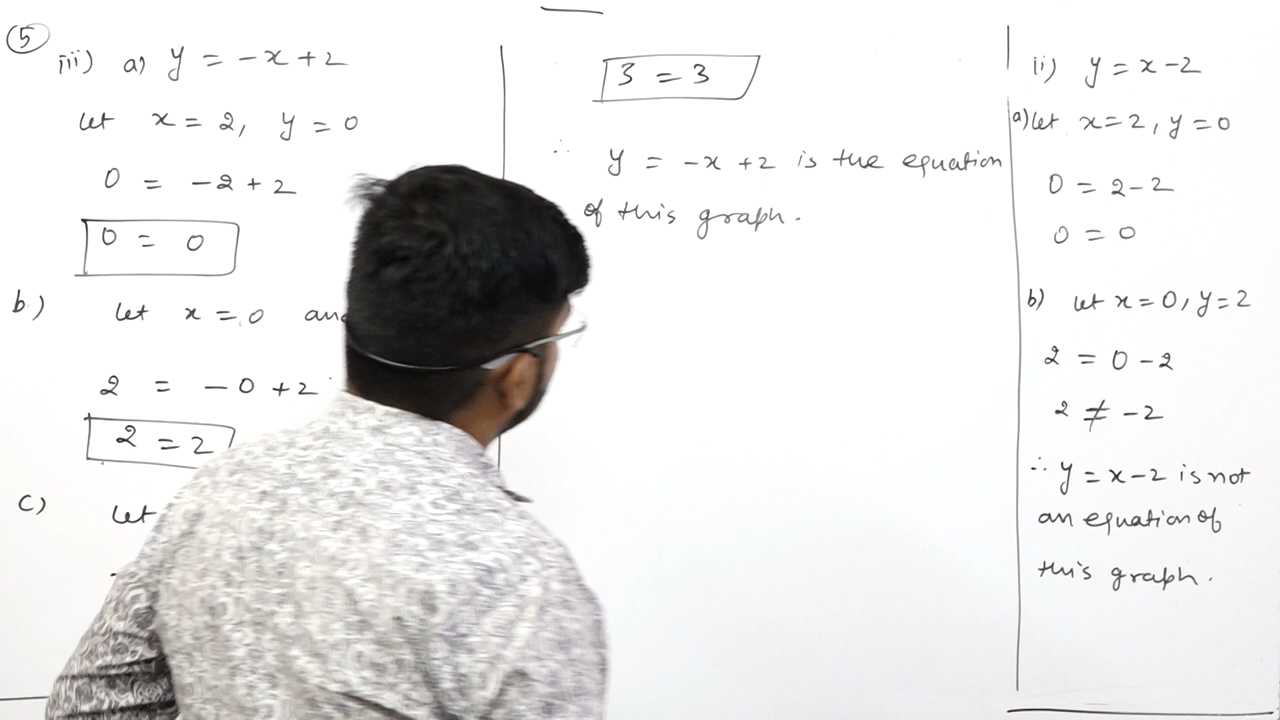 5
iii) a) y = -x + 2
let x = 2, y = 0
0 = -2 + 2
0 = 0
b) let x = 0 and
2 = -0 + 2
2 = 2
c) let
3 = 3
∴ y = -x + 2 is the equation
of this graph.
ii) y = x - 2
a) let x = 2, y = 0
0 = 2 - 2
0 = 0
b) let x = 0, y = 2
2 = 0 - 2
2 ≠ -2
∴ y = x - 2 is not
an equation of
this graph.